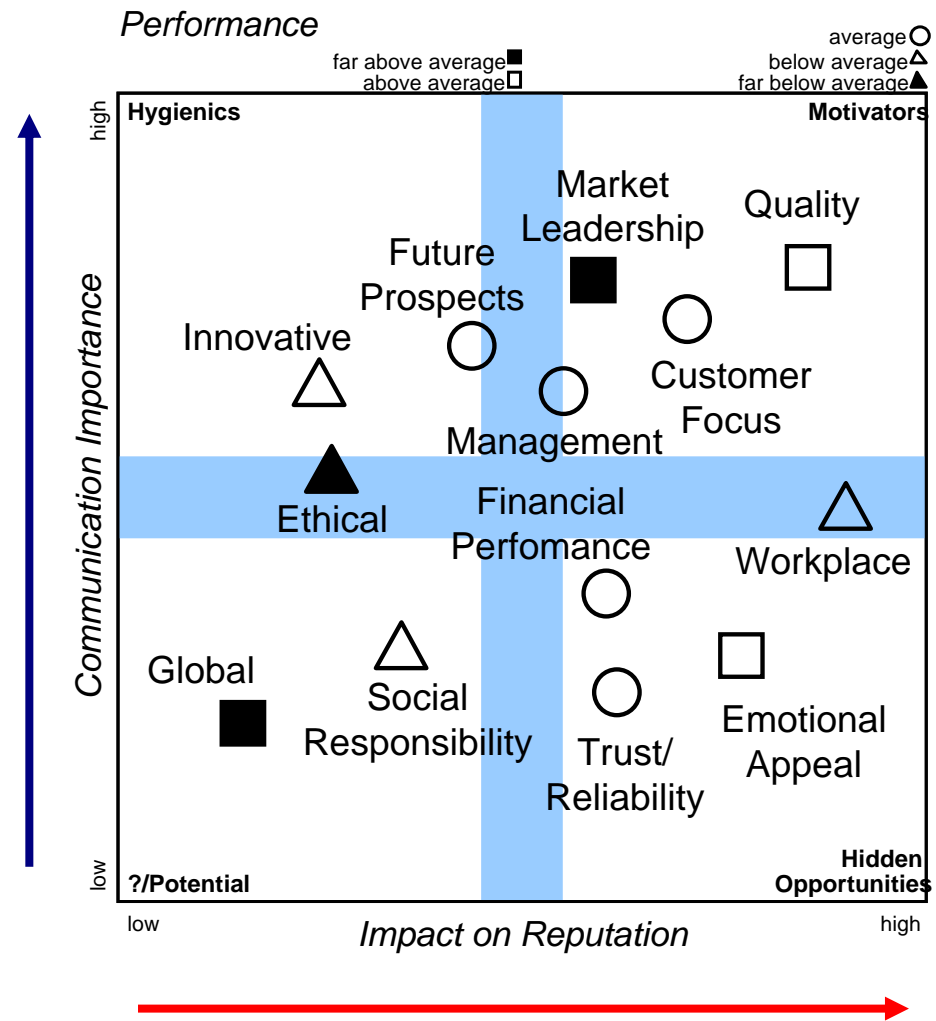 Performance
far above average
above average
average
below average
far below average
high
Hygienics
Motivators
Market
Leadership
Quality
Future
Prospects
Innovative
Customer
Focus
Management
Ethical
Financial
Perfomance
Workplace
Global
Social
Responsibility
Trust/
Reliability
Emotional
Appeal
Communication Importance
low
?/Potential
Hidden
Opportunities
low
Impact on Reputation
high